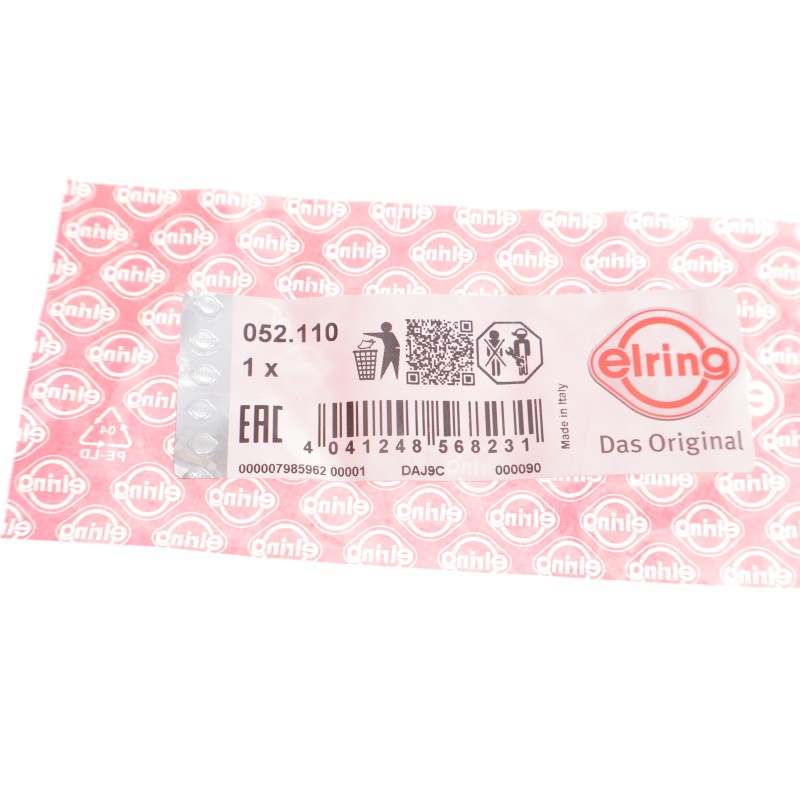 052.110
1 x
EAC
4 041248 568231
000007985962 00001 DAJ9C 000090
Made in Italy
elring
Das Original
04
PE-LD